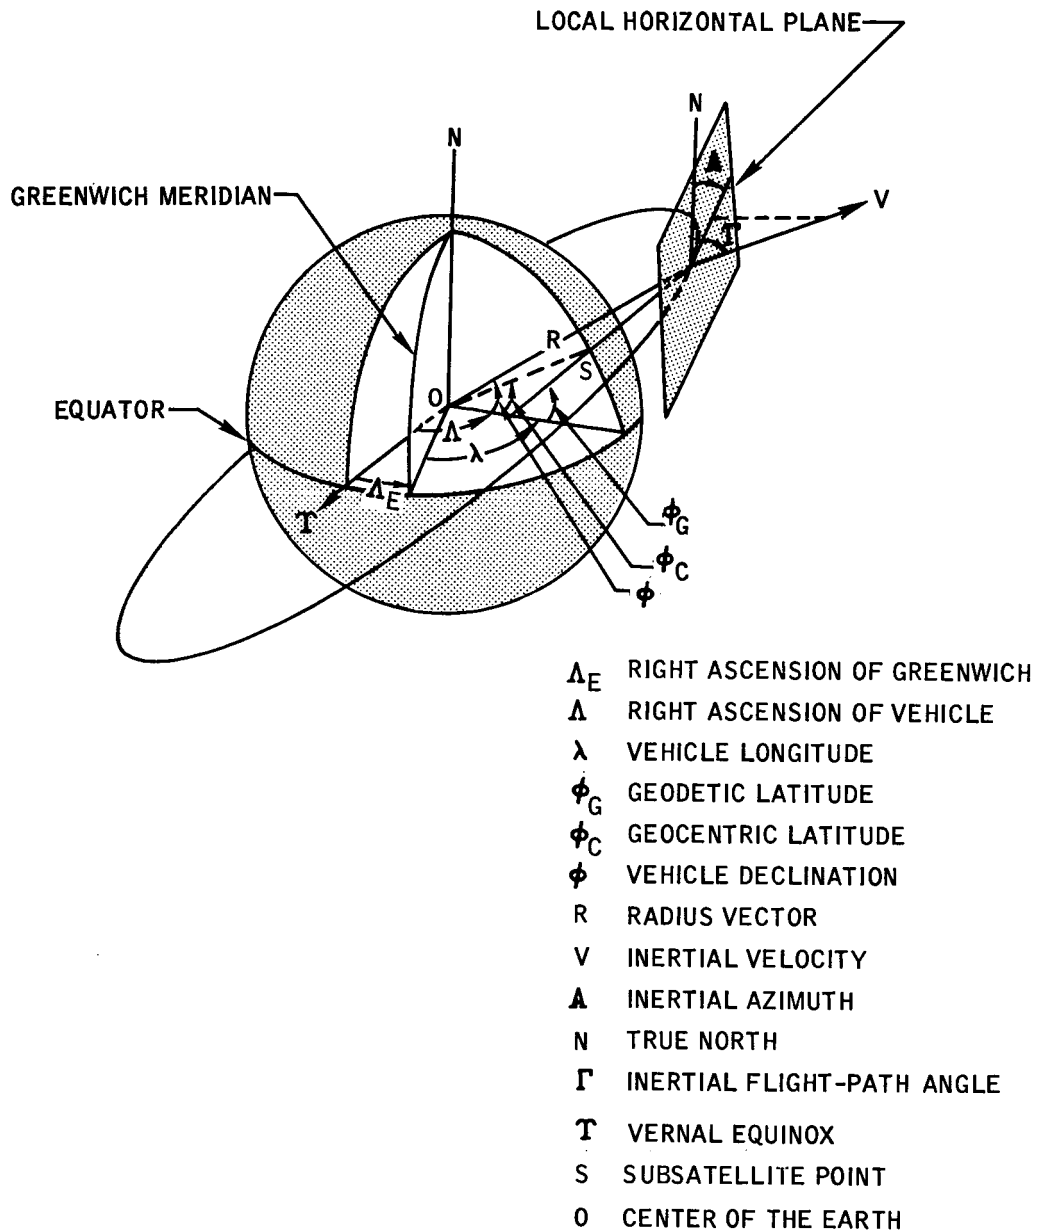 LOCAL HORIZONTAL PLANE
N
N
A
GREENWICH MERIDIAN
V
Γ
R
S
O
EQUATOR
Λ
λ
Λ_E
ϒ
ϕ_G
ϕ_C
ϕ
Λ_E RIGHT ASCENSION OF GREENWICH
Λ RIGHT ASCENSION OF VEHICLE
λ VEHICLE LONGITUDE
ϕ_G GEODETIC LATITUDE
ϕ_C GEOCENTRIC LATITUDE
ϕ VEHICLE DECLINATION
R RADIUS VECTOR
V INERTIAL VELOCITY
A INERTIAL AZIMUTH
N TRUE NORTH
Γ INERTIAL FLIGHT-PATH ANGLE
ϒ VERNAL EQUINOX
S SUBSATELLITE POINT
O CENTER OF THE EARTH